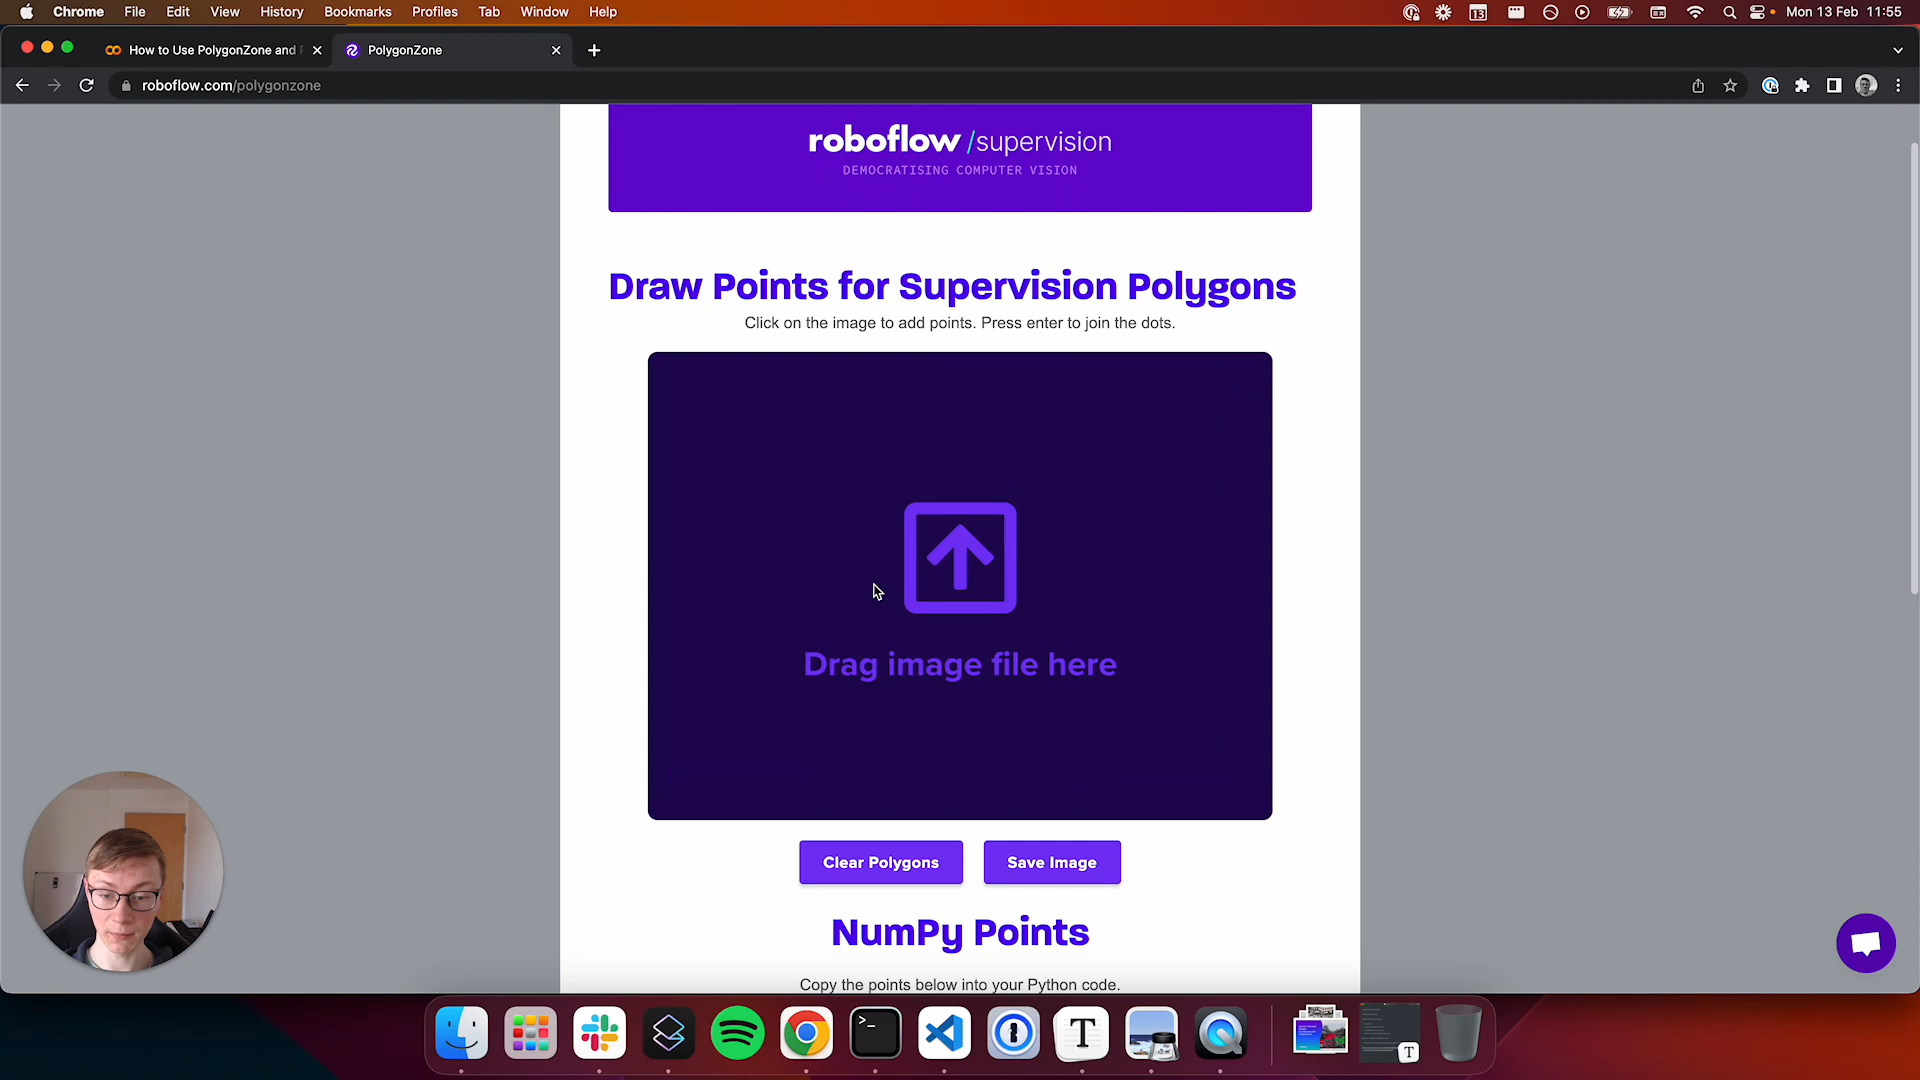 Chrome File Edit View History Bookmarks Profiles Tab Window Help
13
Mon 13 Feb 11:55
How to Use PolygonZone and
PolygonZone
roboflow.com/polygonzone
roboflow /supervision
DEMOCRATISING COMPUTER VISION
Draw Points for Supervision Polygons
Click on the image to add points. Press enter to join the dots.
Drag image file here
Clear Polygons
Save Image
NumPy Points
Copy the points below into your Python code.
>_
T
T